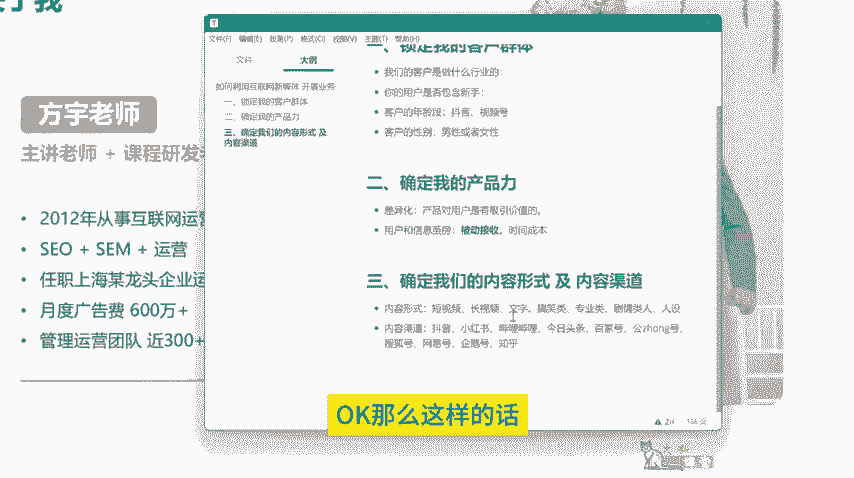 关于我
方宇老师
主讲老师 + 课程研发
2012年从事互联网运营
SEO + SEM + 运营
任职上海某龙头企业运
月度广告费 600万+
管理运营团队 近300+
文件(F) 编辑(E) 段落(P) 格式(O) 视图(V) 主题(T) 帮助(H)
文件 大纲
如何利用互联网新媒体 开展业务
一、锁定我的客户群体
二、确定我的产品力
三、确定我们的内容形式 及
内容渠道
一、锁定我的客户群体
我们的客户是做什么行业的：
你的用户是否包含新手：
客户的年龄段：抖音、视频号
客户的性别：男性或者女性
二、确定我的产品力
差异化：产品对用户是有吸引价值的。
用户和信息茧房：被动接收，时间成本
三、确定我们的内容形式 及 内容渠道
内容形式：短视频、长视频、文字，搞笑类、专业类、剧情类人、人设
内容渠道：抖音、小红书、哔哩哔哩、今日头条、百家号、公zhong号、
搜狐号、网易号、企鹅号、知乎
ZH
OK那么这样的话